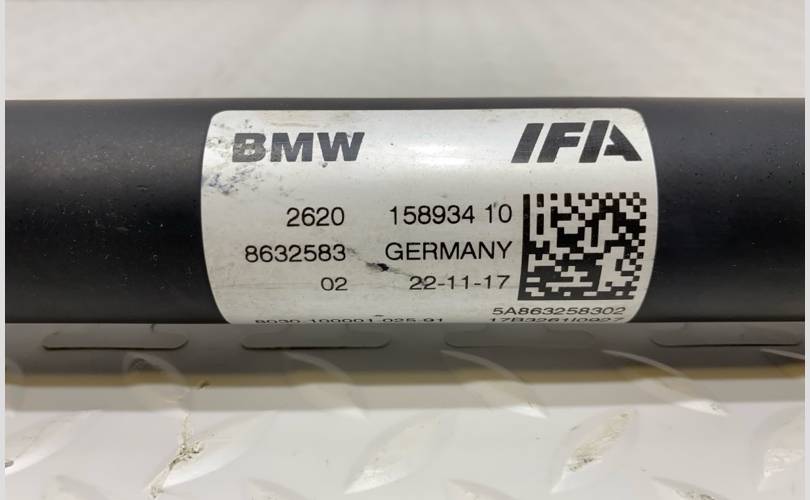 BMW IFA
2620 158934 10
8632583 GERMANY
02 22-11-17
5A863258302